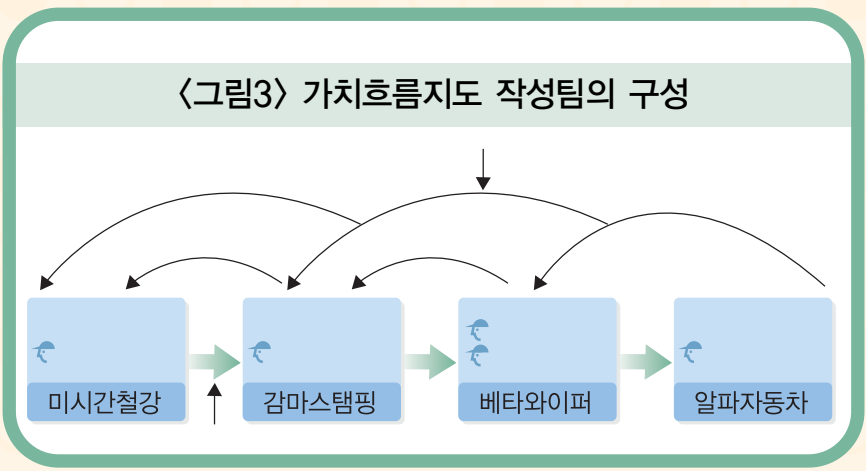 〈그림3〉 가치흐름지도 작성팀의 구성
미시간철강
감마스탬핑
베타와이퍼
알파자동차